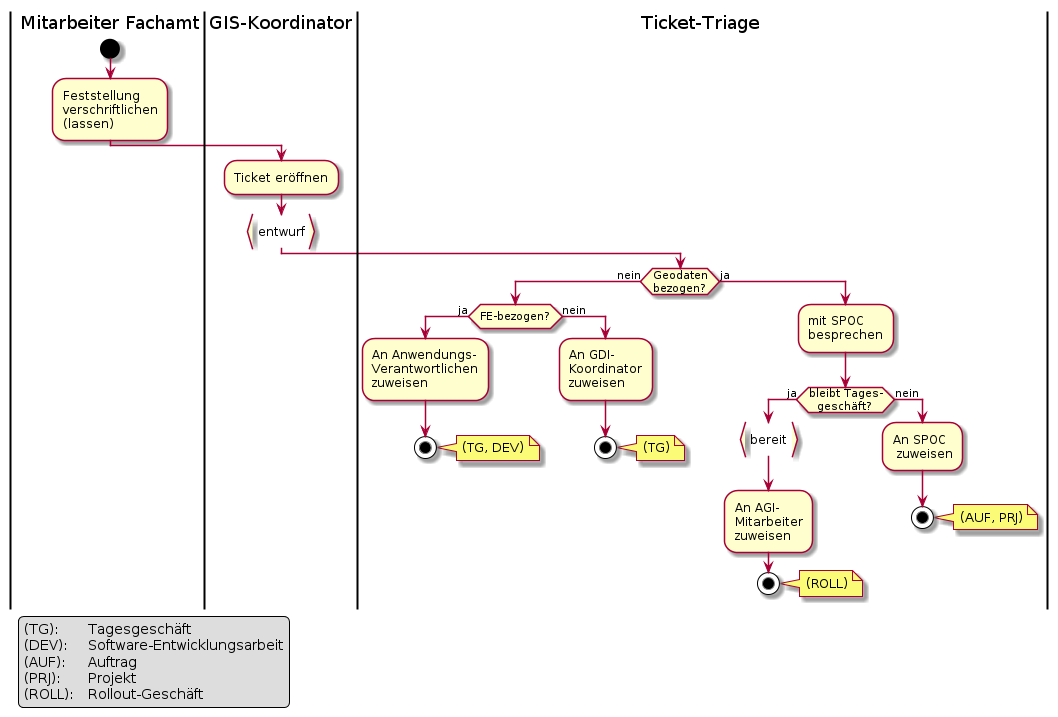 Mitarbeiter Fachamt
GIS-Koordinator
Ticket-Triage
Feststellung
verschriftlichen
(lassen)
Ticket eröffnen
entwurf
nein
Geodaten
bezogen?
ja
ja
FE-bezogen?
nein
mit SPOC
besprechen
An Anwendungs-
Verantwortlichen
zuweisen
An GDI-
Koordinator
zuweisen
ja
bleibt Tages-
geschäft?
nein
(TG, DEV)
(TG)
bereit
An SPOC
zuweisen
An AGI-
Mitarbeiter
zuweisen
(AUF, PRJ)
(ROLL)
(TG): Tagesgeschäft
(DEV): Software-Entwicklungsarbeit
(AUF): Auftrag
(PRJ): Projekt
(ROLL): Rollout-Geschäft